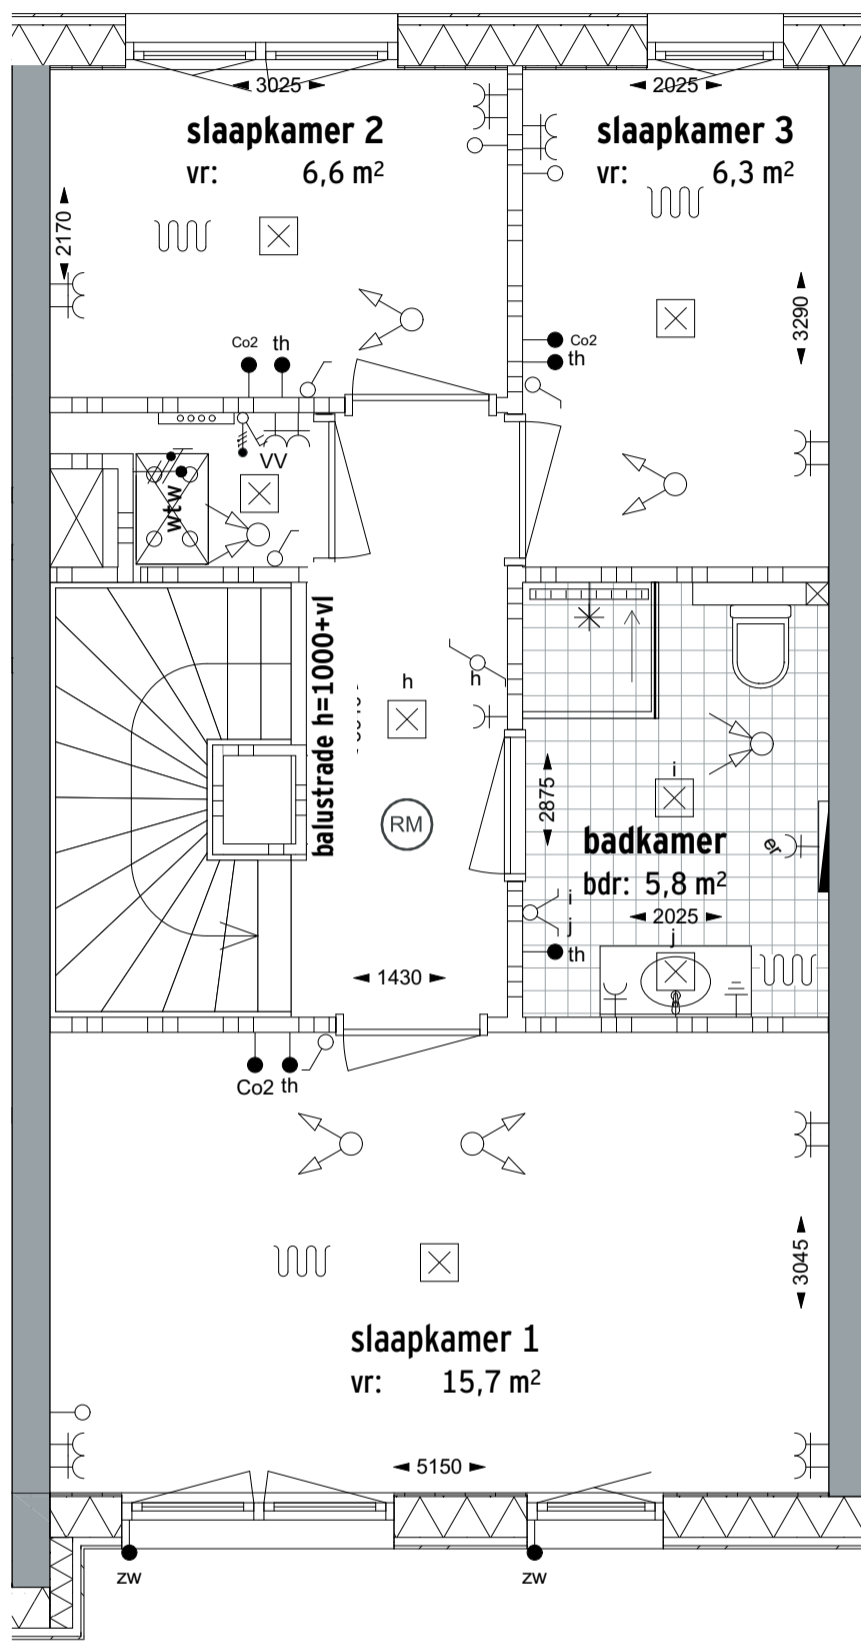 3025
2025
slaapkamer 2
vr: 6,6 m²
slaapkamer 3
vr: 6,3 m²
2170
3290
Co2 th
Co2
th
VV
wtw
balustrade h=1000+vl
h
h
RM
2875
i
badkamer
bdr: 5,8 m²
er
2025
i
j
j
th
1430
Co2 th
3045
slaapkamer 1
vr: 15,7 m²
5150
zw
zw